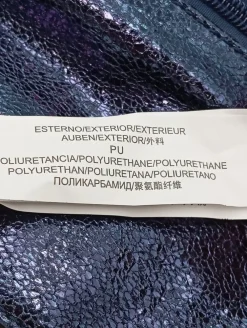 ESTERNO/EXTERIOR/EXTERIEUR
AUBEN/EXTERIOR/外料
PU
POLIURETANCIA/POLYURETHANE/POLYURETHANE
POLYURETHAN/POLIURETANA/POLIURETANO
ПОЛИКАРБАМИД/聚氨酯纤维